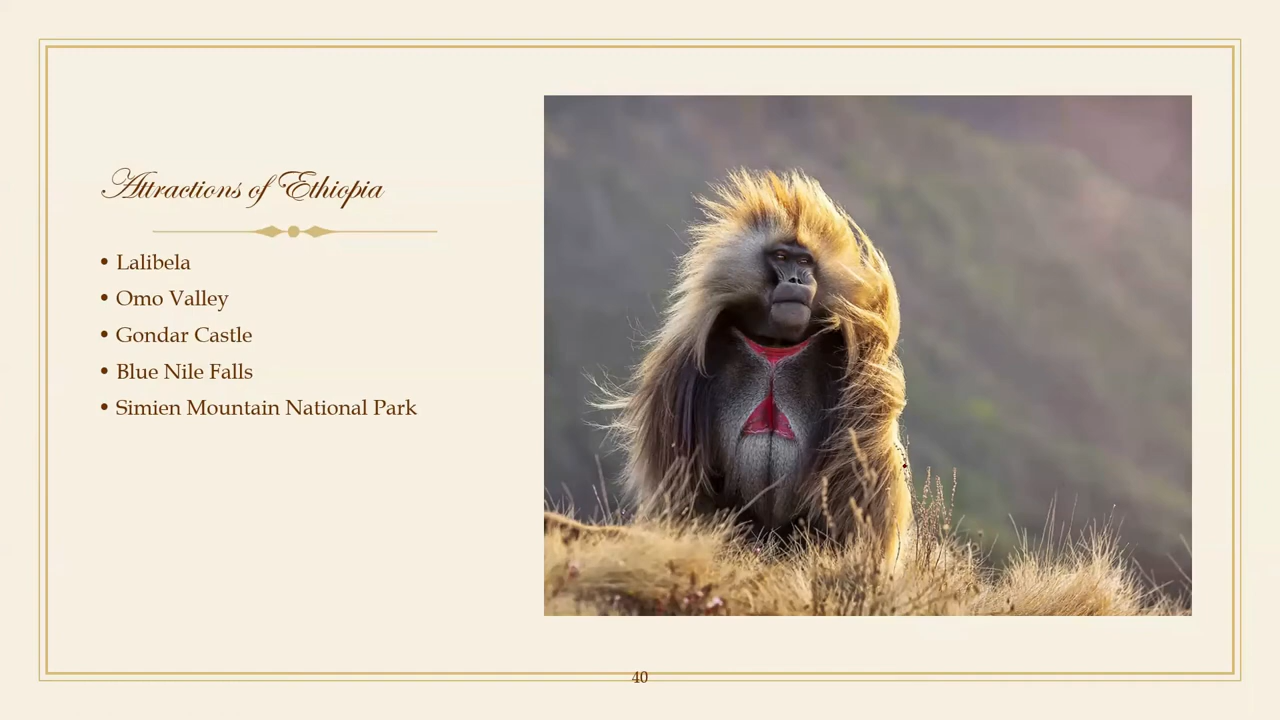 Attractions of Ethiopia
• Lalibela
• Omo Valley
• Gondar Castle
• Blue Nile Falls
• Simien Mountain National Park
40